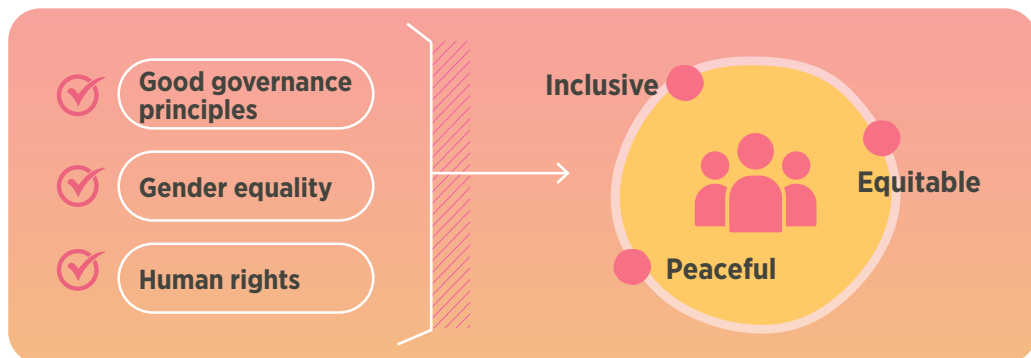 Good governance
principles
Gender equality
Human rights
Inclusive
Equitable
Peaceful